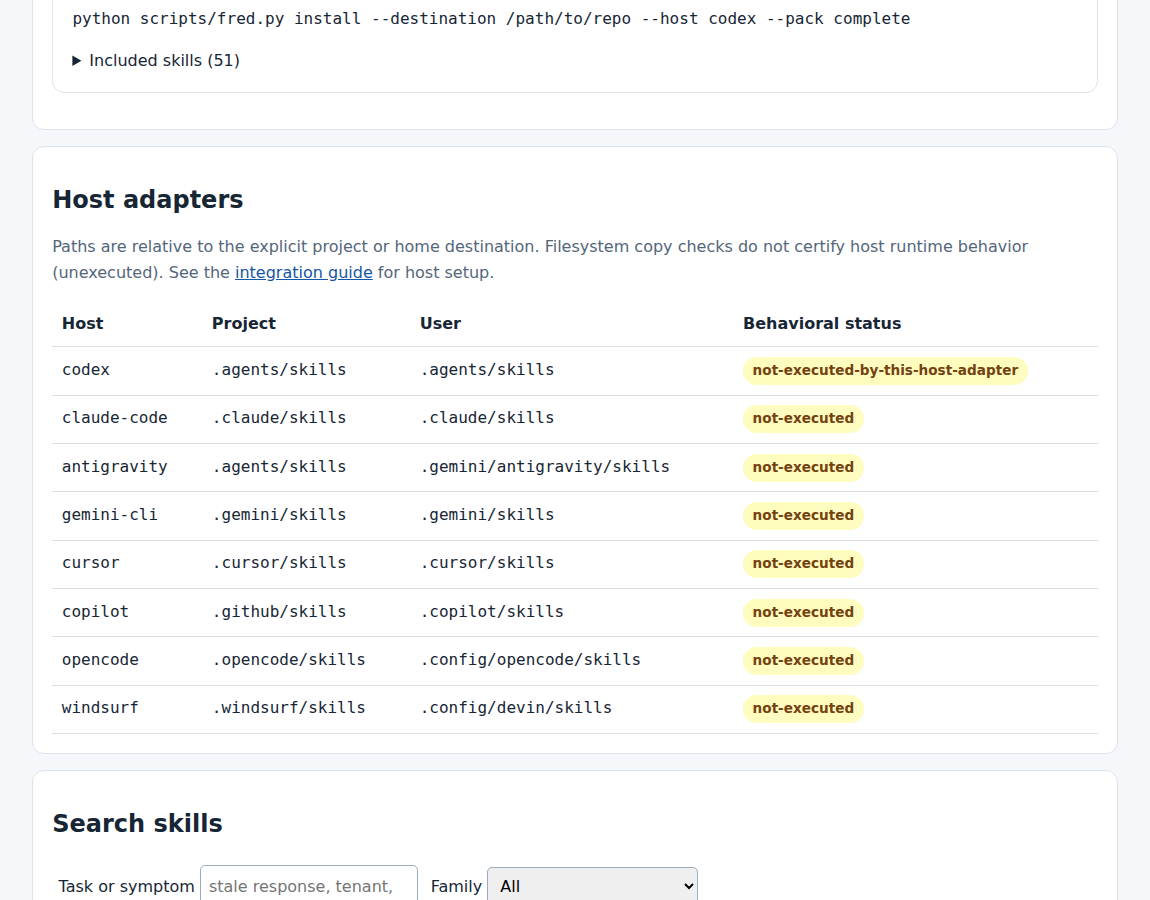 python scripts/fred.py install --destination /path/to/repo --host codex --pack complete
▶ Included skills (51)
Host adapters
Paths are relative to the explicit project or home destination. Filesystem copy checks do not certify host runtime behavior
(unexecuted). See the integration guide for host setup.
Host Project User Behavioral status
codex .agents/skills .agents/skills not-executed-by-this-host-adapter
claude-code .claude/skills .claude/skills not-executed
antigravity .agents/skills .gemini/antigravity/skills not-executed
gemini-cli .gemini/skills .gemini/skills not-executed
cursor .cursor/skills .cursor/skills not-executed
copilot .github/skills .copilot/skills not-executed
opencode .opencode/skills .config/opencode/skills not-executed
windsurf .windsurf/skills .config/devin/skills not-executed
Search skills
Task or symptom stale response, tenant, Family All